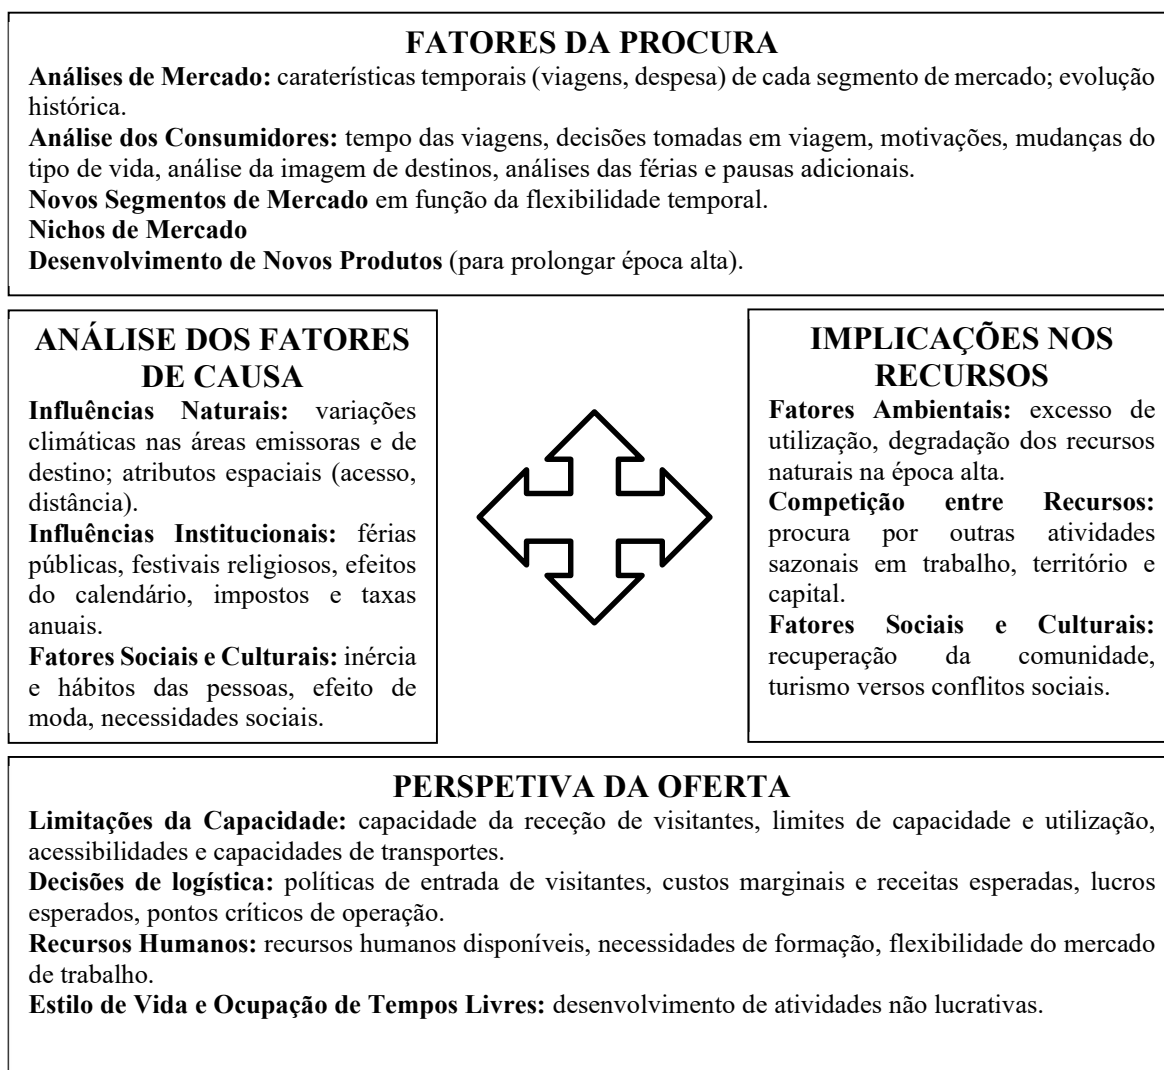 FATORES DA PROCURA
Análises de Mercado: caraterísticas temporais (viagens, despesa) de cada segmento de mercado; evolução
histórica.
Análise dos Consumidores: tempo das viagens, decisões tomadas em viagem, motivações, mudanças do
tipo de vida, análise da imagem de destinos, análises das férias e pausas adicionais.
Novos Segmentos de Mercado em função da flexibilidade temporal.
Nichos de Mercado
Desenvolvimento de Novos Produtos (para prolongar época alta).
ANÁLISE DOS FATORES
DE CAUSA
Influências Naturais: variações
climáticas nas áreas emissoras e de
destino; atributos espaciais (acesso,
distância).
Influências Institucionais: férias
públicas, festivais religiosos, efeitos
do calendário, impostos e taxas
anuais.
Fatores Sociais e Culturais: inércia
e hábitos das pessoas, efeito de
moda, necessidades sociais.
IMPLICAÇÕES NOS
RECURSOS
Fatores Ambientais: excesso de
utilização, degradação dos recursos
naturais na época alta.
Competição entre Recursos:
procura por outras atividades
sazonais em trabalho, território e
capital.
Fatores Sociais e Culturais:
recuperação da comunidade,
turismo versos conflitos sociais.
PERSPETIVA DA OFERTA
Limitações da Capacidade: capacidade da receção de visitantes, limites de capacidade e utilização,
acessibilidades e capacidades de transportes.
Decisões de logística: políticas de entrada de visitantes, custos marginais e receitas esperadas, lucros
esperados, pontos críticos de operação.
Recursos Humanos: recursos humanos disponíveis, necessidades de formação, flexibilidade do mercado
de trabalho.
Estilo de Vida e Ocupação de Tempos Livres: desenvolvimento de atividades não lucrativas.